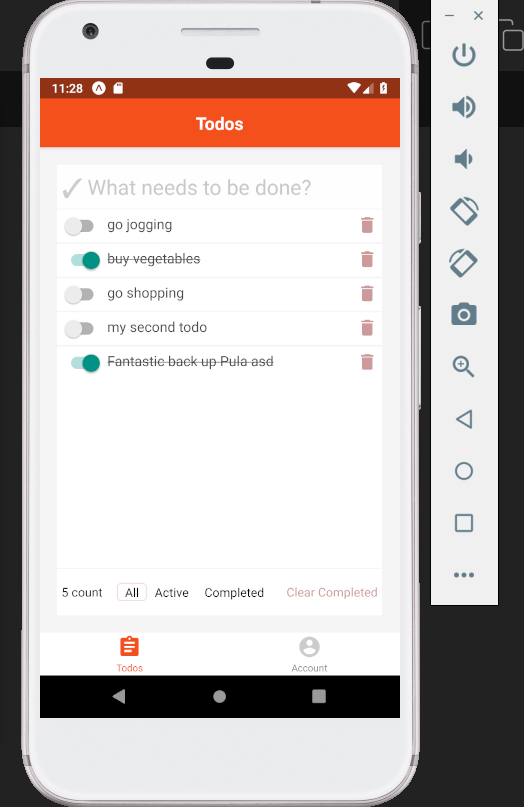 11:28
Todos
What needs to be done?
go jogging
buy vegetables
go shopping
my second todo
Fantastic back up Pula asd
5 count All Active Completed Clear Completed
Todos Account